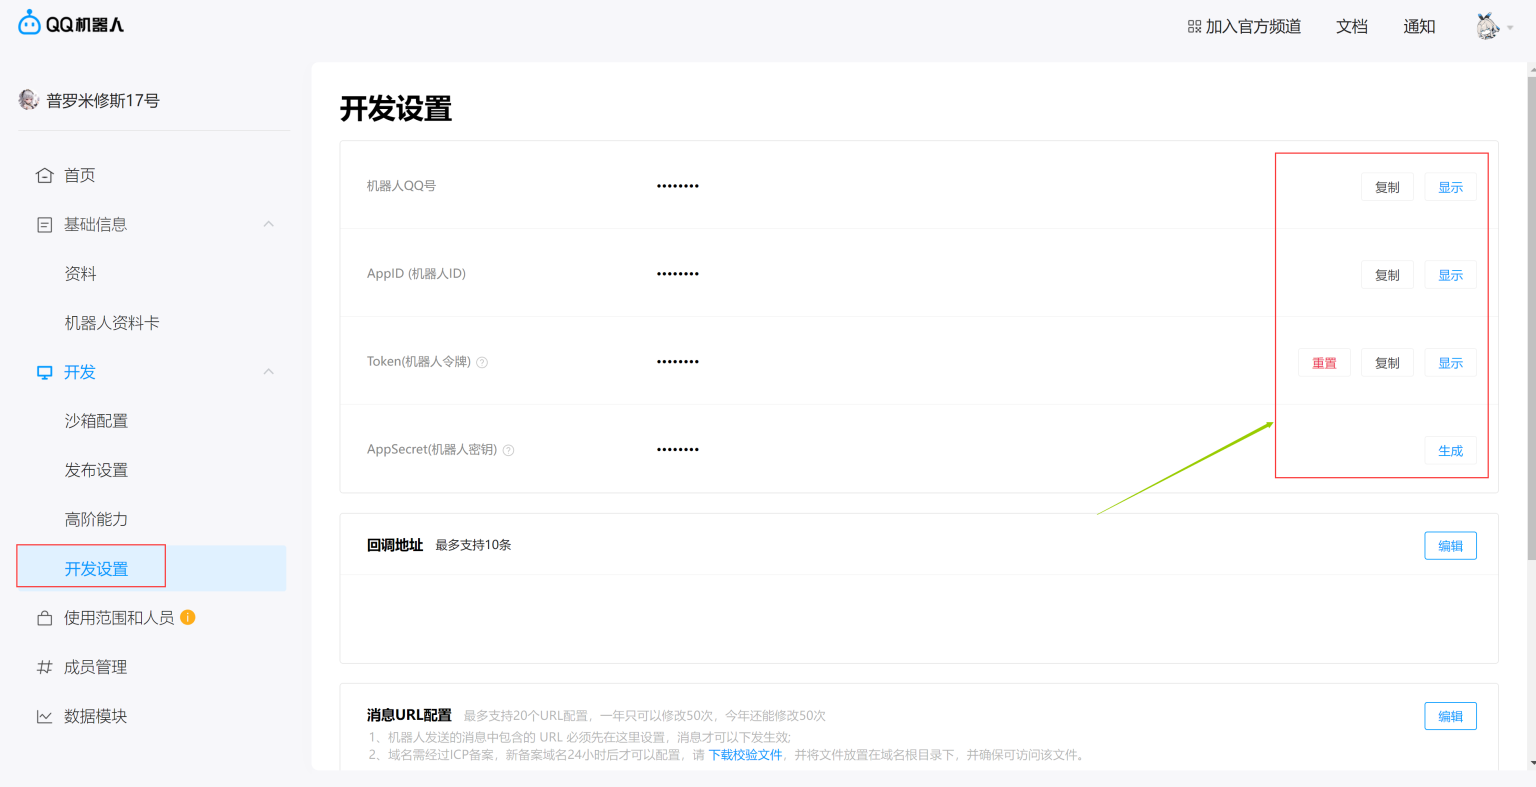 QQ机器人
加入官方频道 文档 通知
普罗米修斯17号
首页
基础信息
资料
机器人资料卡
开发
沙箱配置
发布设置
高阶能力
开发设置
使用范围和人员
成员管理
数据模块
开发设置
机器人QQ号 •••••••• 复制 显示
AppID (机器人ID) •••••••• 复制 显示
Token(机器人令牌) •••••••• 重置 复制 显示
AppSecret(机器人密钥) •••••••• 生成
回调地址 最多支持10条 编辑
消息URL配置 最多支持20个URL配置，一年只可以修改50次，今年还能修改50次 编辑
1、机器人发送的消息中包含的 URL 必须先在这里设置，消息才可以下发生效;
2、域名需经过ICP备案，新备案域名24小时后才可以配置，请 下载校验文件，并将文件放置在域名根目录下，并确保可访问该文件。